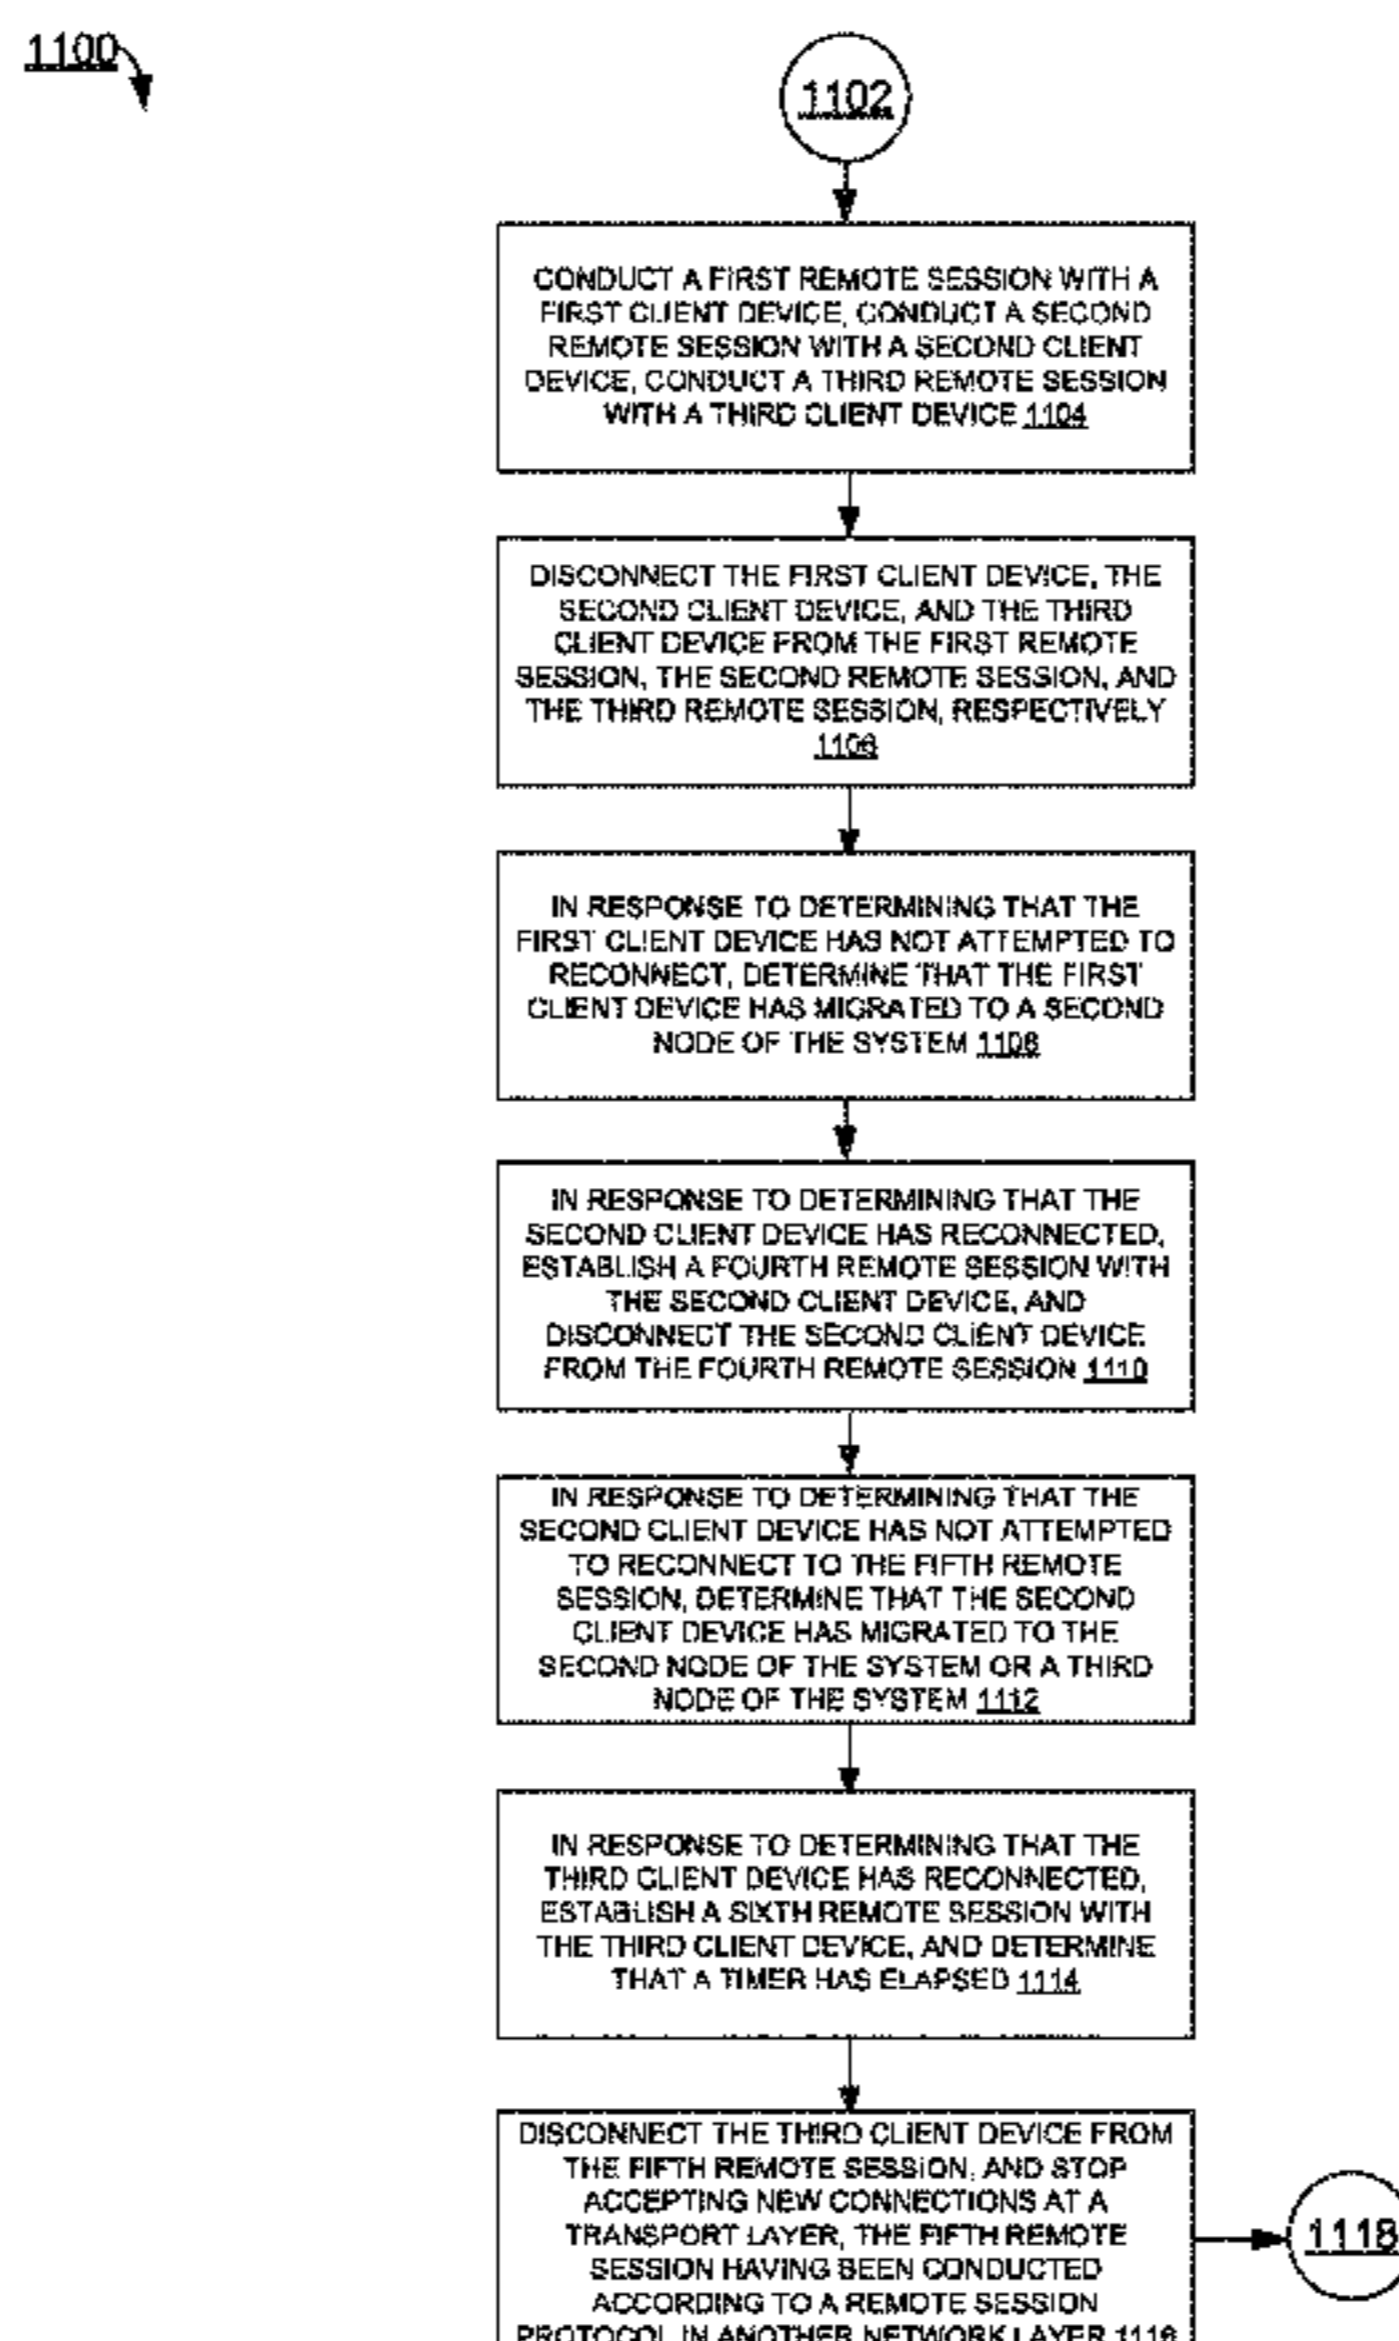 1100
1102
CONDUCT A FIRST REMOTE SESSION WITH A
FIRST CLIENT DEVICE, CONDUCT A SECOND
REMOTE SESSION WITH A SECOND CLIENT
DEVICE, CONDUCT A THIRD REMOTE SESSION
WITH A THIRD CLIENT DEVICE 1104
DISCONNECT THE FIRST CLIENT DEVICE, THE
SECOND CLIENT DEVICE, AND THE THIRD
CLIENT DEVICE FROM THE FIRST REMOTE
SESSION, THE SECOND REMOTE SESSION, AND
THE THIRD REMOTE SESSION, RESPECTIVELY
1106
IN RESPONSE TO DETERMINING THAT THE
FIRST CLIENT DEVICE HAS NOT ATTEMPTED TO
RECONNECT, DETERMINE THAT THE FIRST
CLIENT DEVICE HAS MIGRATED TO A SECOND
NODE OF THE SYSTEM 1108
IN RESPONSE TO DETERMINING THAT THE
SECOND CLIENT DEVICE HAS RECONNECTED,
ESTABLISH A FOURTH REMOTE SESSION WITH
THE SECOND CLIENT DEVICE, AND
DISCONNECT THE SECOND CLIENT DEVICE
FROM THE FOURTH REMOTE SESSION 1110
IN RESPONSE TO DETERMINING THAT THE
SECOND CLIENT DEVICE HAS NOT ATTEMPTED
TO RECONNECT TO THE FIFTH REMOTE
SESSION, DETERMINE THAT THE SECOND
CLIENT DEVICE HAS MIGRATED TO THE
SECOND NODE OF THE SYSTEM OR A THIRD
NODE OF THE SYSTEM 1112
IN RESPONSE TO DETERMINING THAT THE
THIRD CLIENT DEVICE HAS RECONNECTED,
ESTABLISH A SIXTH REMOTE SESSION WITH
THE THIRD CLIENT DEVICE, AND DETERMINE
THAT A TIMER HAS ELAPSED 1114
DISCONNECT THE THIRD CLIENT DEVICE FROM
THE FIFTH REMOTE SESSION, AND STOP
ACCEPTING NEW CONNECTIONS AT A
TRANSPORT LAYER, THE FIFTH REMOTE
SESSION HAVING BEEN CONDUCTED
ACCORDING TO A REMOTE SESSION
PROTOCOL IN ANOTHER NETWORK LAYER 1116
1118